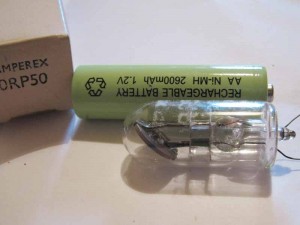 AMPEREX
ORP50
RECHARGEABLE BATTERY
AA Ni-MH 2600mAh 1.2V